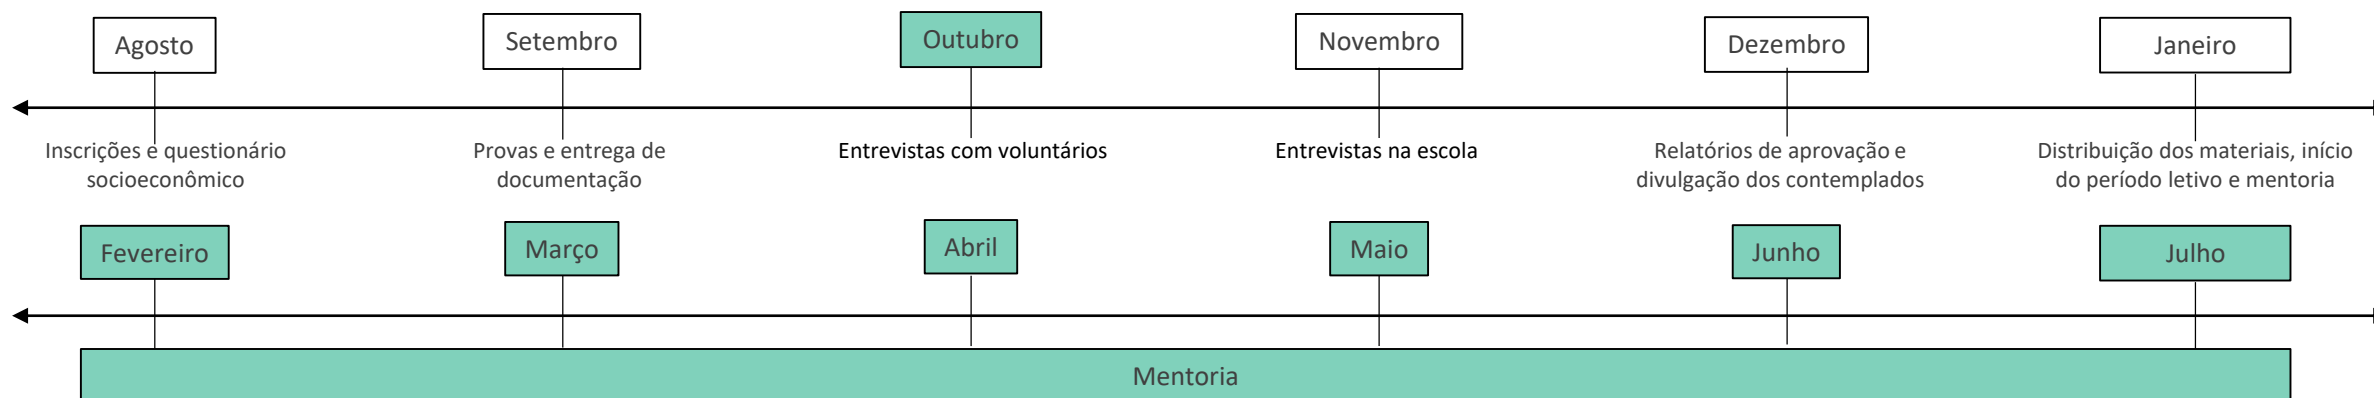 Agosto
Setembro
Outubro
Novembro
Dezembro
Janeiro
Inscrições e questionário
socioeconômico
Provas e entrega de
documentação
Entrevistas com voluntários
Entrevistas na escola
Relatórios de aprovação e
divulgação dos contemplados
Distribuição dos materiais, início
do período letivo e mentoria
Fevereiro
Março
Abril
Maio
Junho
Julho
Mentoria